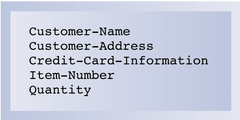 Customer-Name
Customer-Address
Credit-Card-Information
Item-Number
Quantity